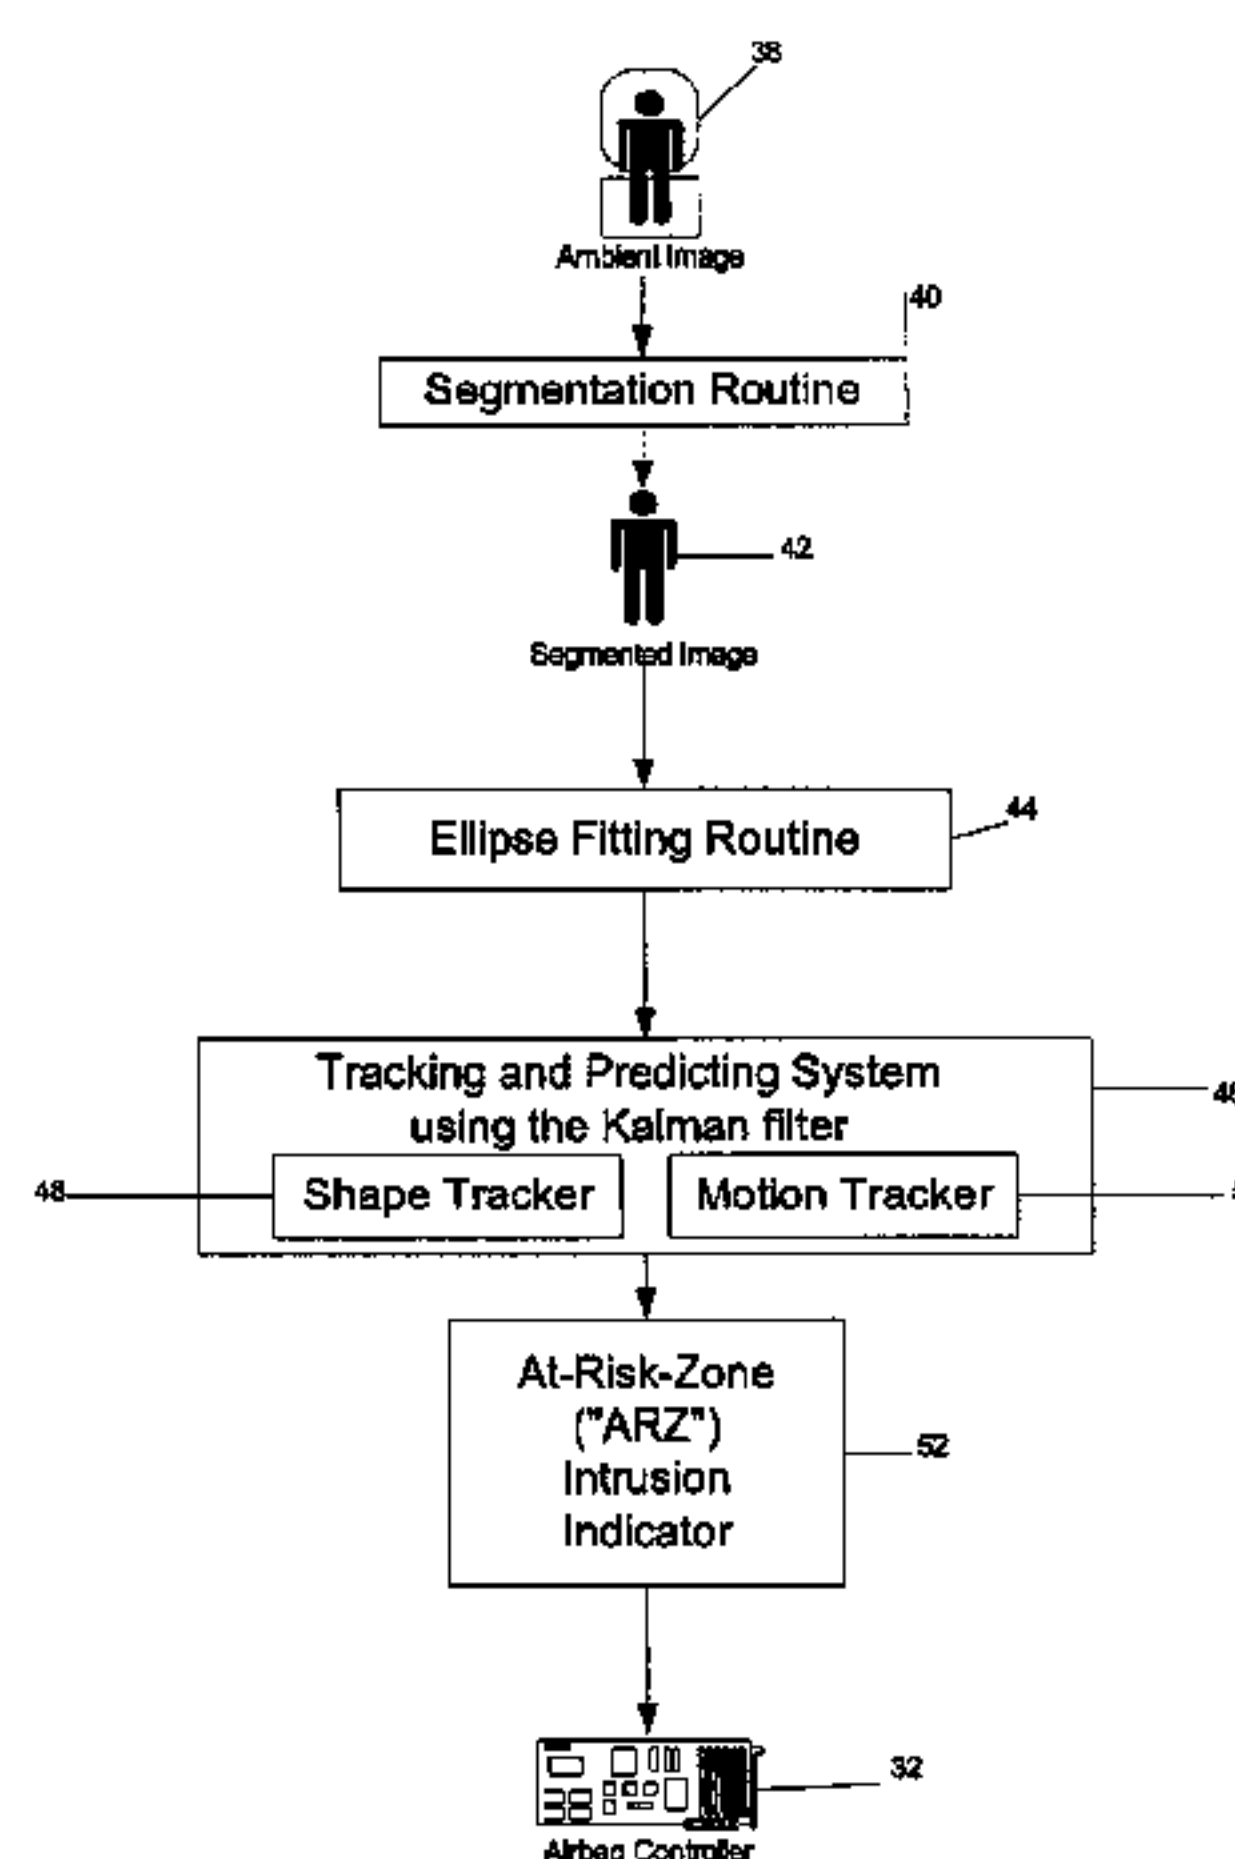 38
Ambient Image
40
Segmentation Routine
42
Segmented Image
44
Ellipse Fitting Routine
Tracking and Predicting System
using the Kalman filter
48
Shape Tracker
Motion Tracker
At-Risk-Zone
("ARZ")
Intrusion
Indicator
52
32
Airbag Controller